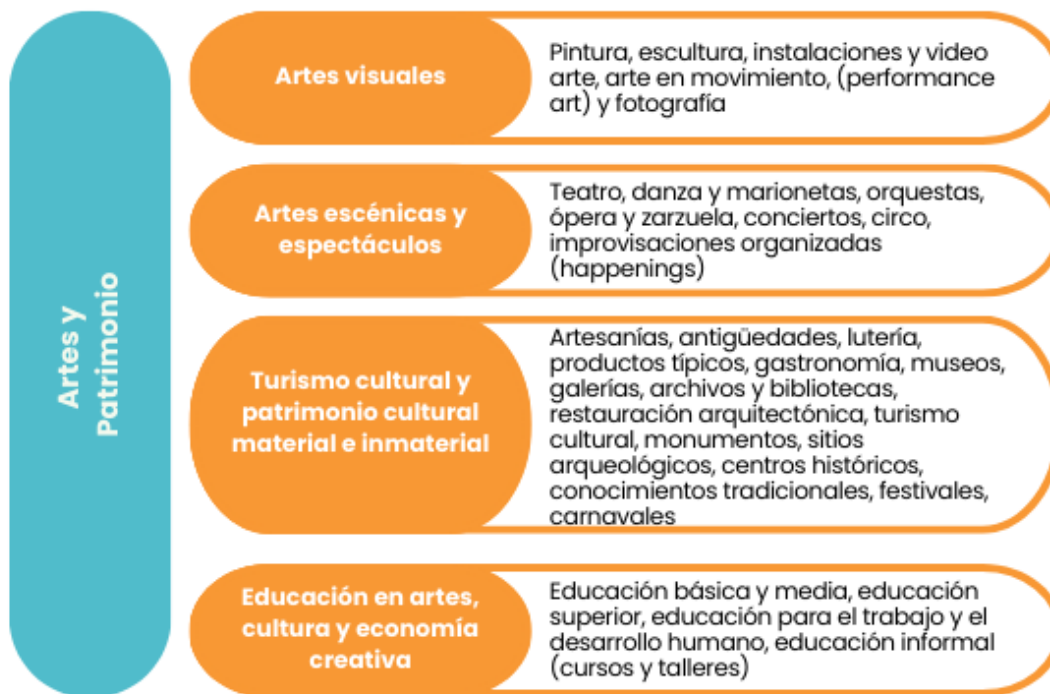 Artes y
Patrimonio
Artes visuales
Pintura, escultura, instalaciones y video
arte, arte en movimiento, (performance
art) y fotografía
Artes escénicas y
espectáculos
Teatro, danza y marionetas, orquestas,
ópera y zarzuela, conciertos, circo,
improvisaciones organizadas
(happenings)
Turismo cultural y
patrimonio cultural
material e inmaterial
Artesanías, antigüedades, lutería,
productos típicos, gastronomía, museos,
galerías, archivos y bibliotecas,
restauración arquitectónica, turismo
cultural, monumentos, sitios
arqueológicos, centros históricos,
conocimientos tradicionales, festivales,
carnavales
Educación en artes,
cultura y economía
creativa
Educación básica y media, educación
superior, educación para el trabajo y el
desarrollo humano, educación informal
(cursos y talleres)